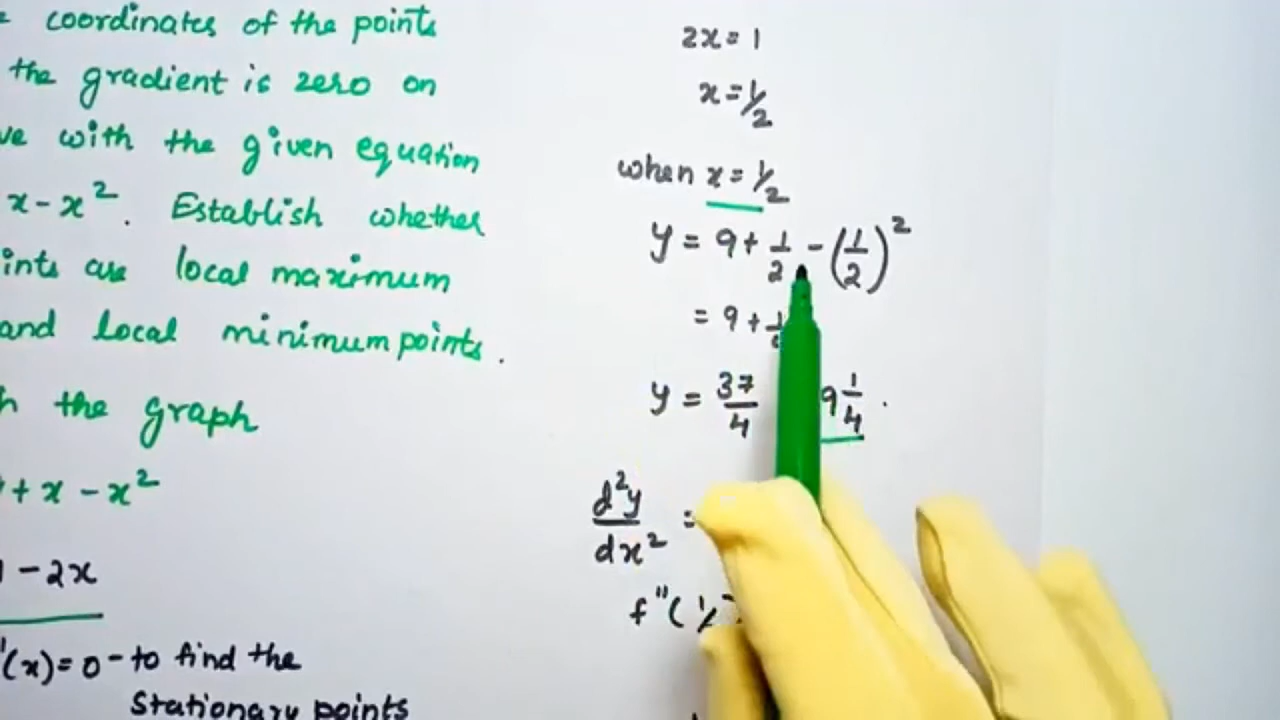 coordinates of the points
the gradient is zero on
with the given equation
x - x². Establish whether
are local maximum
and local minimum points.
the graph
+ x - x²
- 2x
(x) = 0 - to find the
Stationary points
2x = 1
x = 1/2
when x = 1/2
y = 9 + 1/2 - (1/2)²
= 9 +
y = 37/4 9 1/4 .
d²y/dx² =
f"(